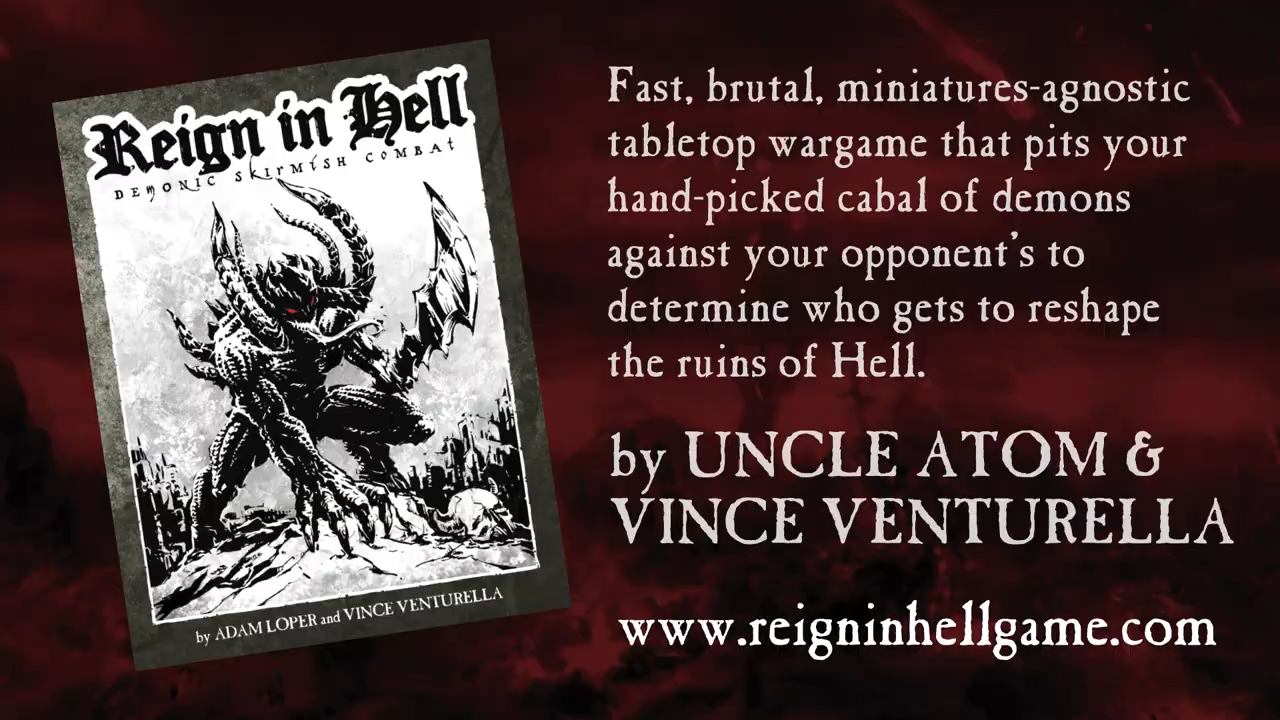 Reign in Hell
DEMONIC SKIRMISH COMBAT
by ADAM LOPER and VINCE VENTURELLA
Fast, brutal, miniatures-agnostic
tabletop wargame that pits your
hand-picked cabal of demons
against your opponent's to
determine who gets to reshape
the ruins of Hell.
by UNCLE ATOM &
VINCE VENTURELLA
www.reigninhellgame.com